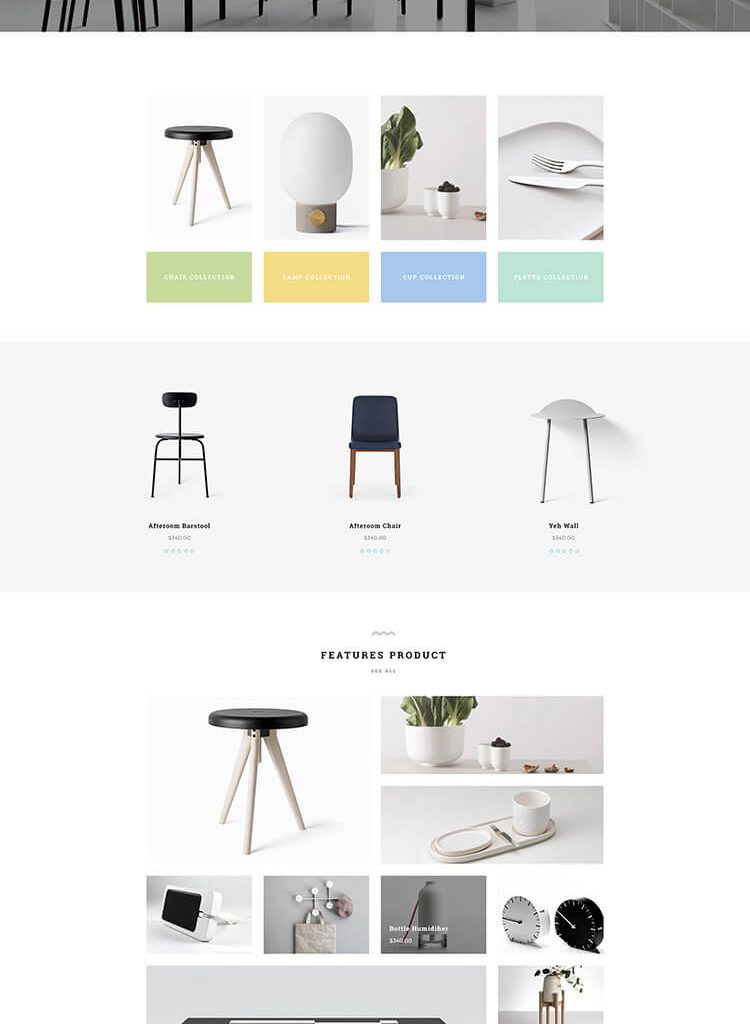 CHAIR COLLECTION
LAMP COLLECTION
CUP COLLECTION
PLATTE COLLECTION
Afteroom Barstool
$340.00
Afteroom Chair
$340.00
Yeh Wall
$340.00
FEATURES PRODUCT
SEE ALL
Bottle Humidifier
$340.00